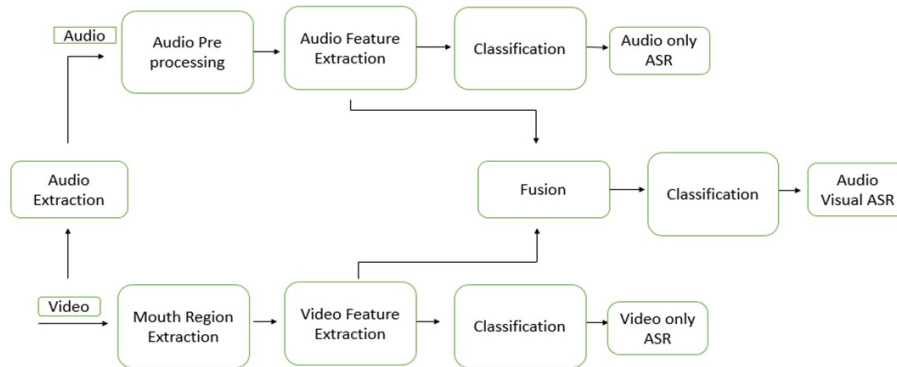 Audio
Audio Pre
processing
Audio Feature
Extraction
Classification
Audio only
ASR
Audio
Extraction
Fusion
Classification
Audio
Visual ASR
Video
Mouth Region
Extraction
Video Feature
Extraction
Classification
Video only
ASR